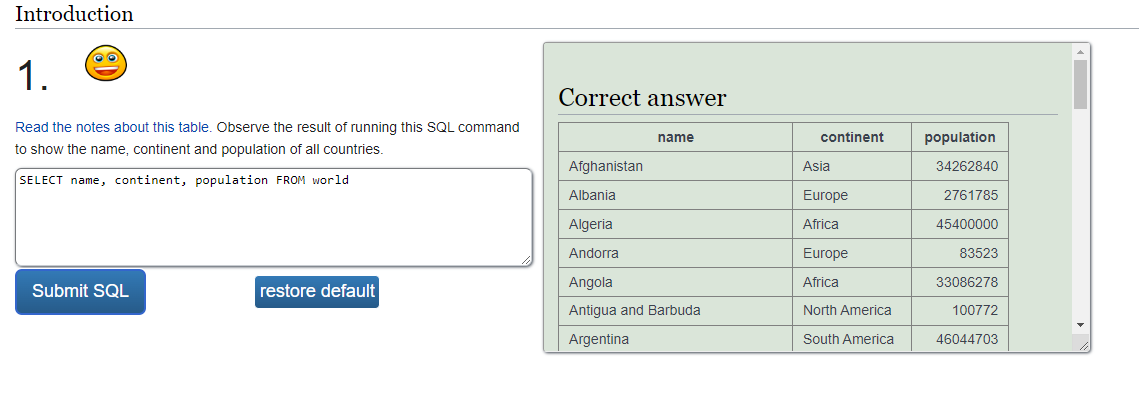 Introduction
1.
Read the notes about this table. Observe the result of running this SQL command
to show the name, continent and population of all countries.
SELECT name, continent, population FROM world
Submit SQL
restore default
Correct answer
name continent population
Afghanistan Asia 34262840
Albania Europe 2761785
Algeria Africa 45400000
Andorra Europe 83523
Angola Africa 33086278
Antigua and Barbuda North America 100772
Argentina South America 46044703